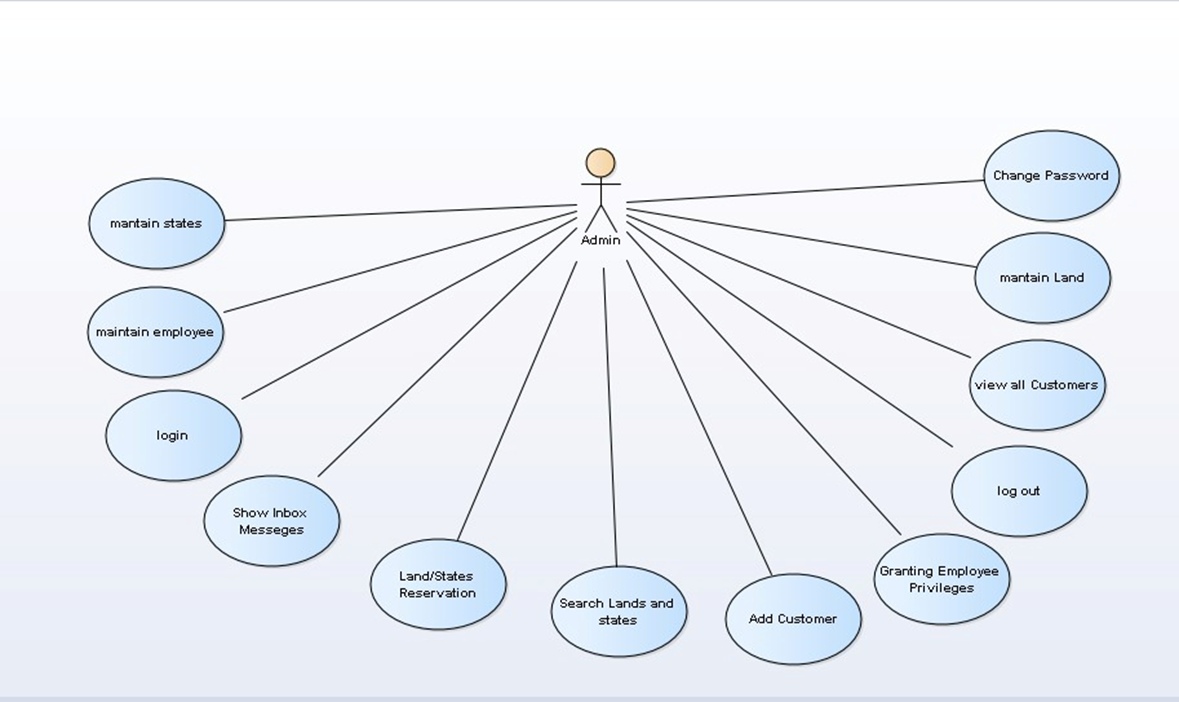 Change Password
mantain states
Admin
mantain Land
maintain employee
view all Customers
login
log out
Show Inbox
Messeges
Land/States
Reservation
Granting Employee
Privileges
Search Lands and
states
Add Customer